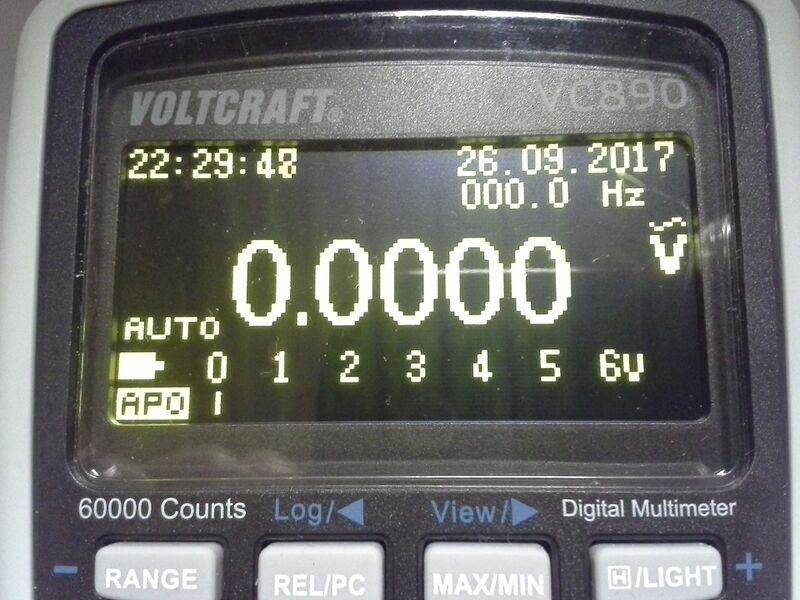 VOLTCRAFT® VC890
22:29:48 26.09.2017
000.0 Hz
0.0000 V
AUTO
0 1 2 3 4 5 6V
APO
60000 Counts Log/◀ View/▶ Digital Multimeter
- RANGE REL/PC MAX/MIN H/LIGHT +